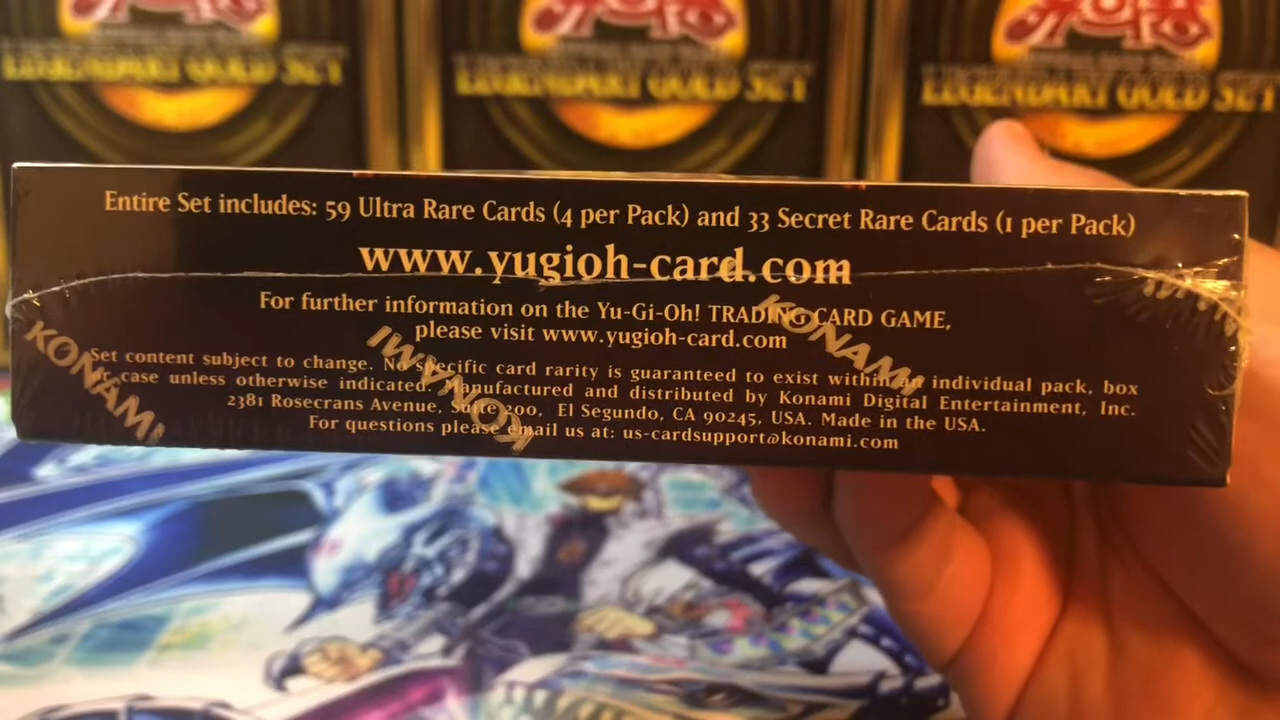 LEGENDARY GOLD SET
LEGENDARY GOLD SET
LEGENDARY GOLD SET
Entire Set includes: 59 Ultra Rare Cards (4 per Pack) and 33 Secret Rare Cards (1 per Pack)
www.yugioh-card.com
For further information on the Yu-Gi-Oh! TRADING CARD GAME,
please visit www.yugioh-card.com
Set content subject to change. No specific card rarity is guaranteed to exist within an individual pack, box
or case unless otherwise indicated. Manufactured and distributed by Konami Digital Entertainment, Inc.
2381 Rosecrans Avenue, Suite 200, El Segundo, CA 90245, USA. Made in the USA.
For questions please email us at: us-cardsupport@konami.com
KONAMI
KONAMI
KONAMI